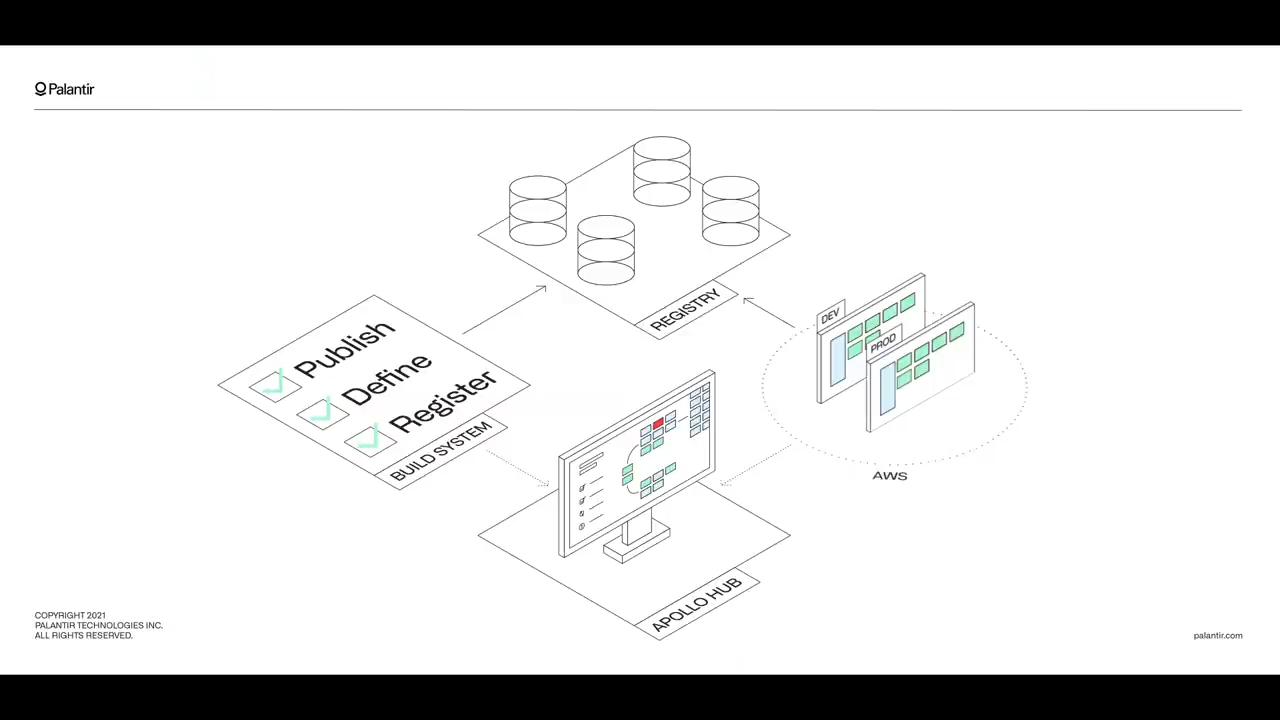 Palantir
REGISTRY
DEV
PROD
Publish
Define
Register
BUILD SYSTEM
AWS
APOLLO HUB
COPYRIGHT 2021
PALANTIR TECHNOLOGIES INC.
ALL RIGHTS RESERVED.
palantir.com